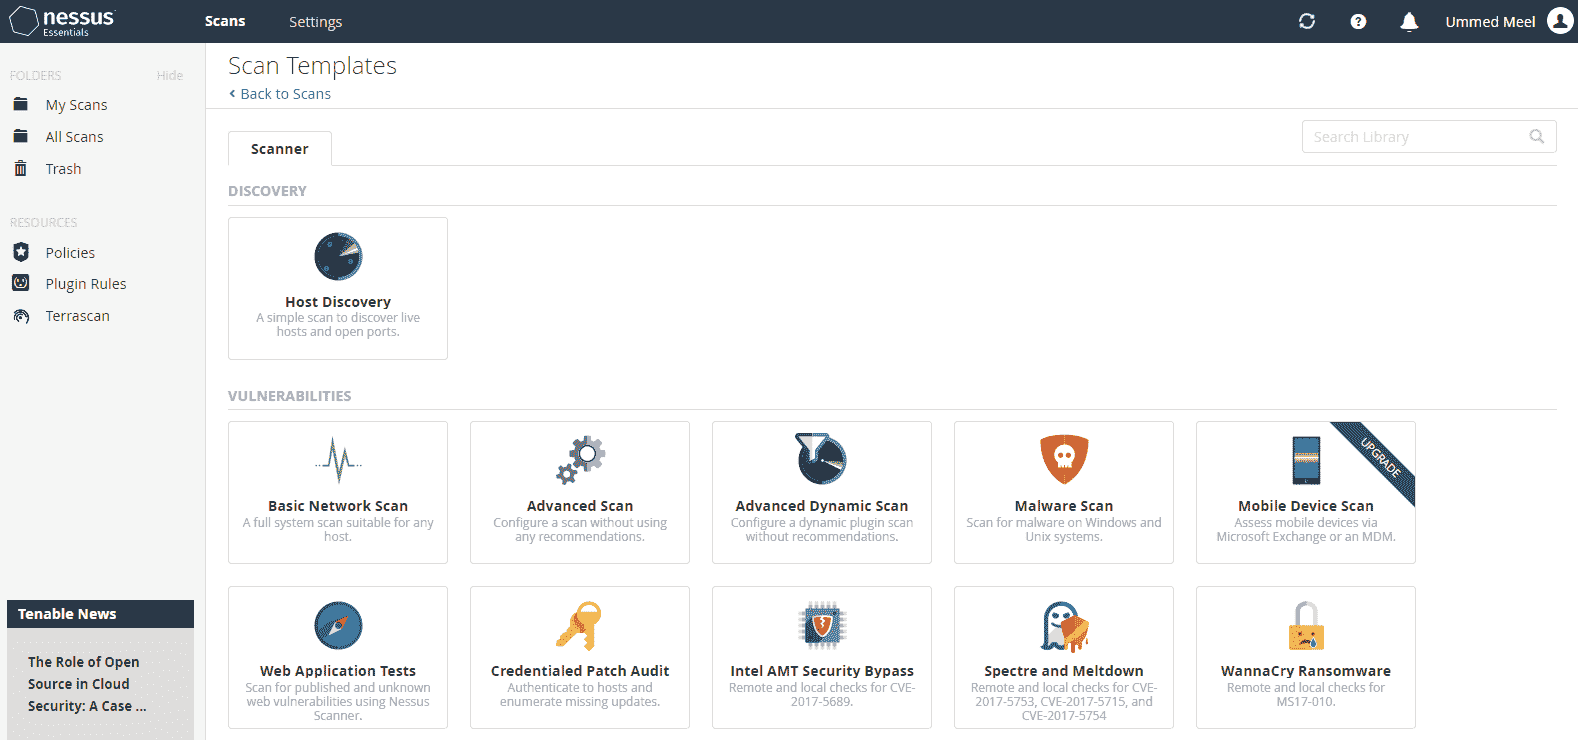 nessus
Essentials
Scans
Settings
Ummed Meel
FOLDERS
Hide
My Scans
All Scans
Trash
RESOURCES
Policies
Plugin Rules
Terrascan
Tenable News
The Role of Open
Source in Cloud
Security: A Case ...
Scan Templates
Back to Scans
Scanner
Search Library
DISCOVERY
Host Discovery
A simple scan to discover live
hosts and open ports.
VULNERABILITIES
Basic Network Scan
A full system scan suitable for any
host.
Advanced Scan
Configure a scan without using
any recommendations.
Advanced Dynamic Scan
Configure a dynamic plugin scan
without recommendations.
Malware Scan
Scan for malware on Windows and
Unix systems.
UPGRADE
Mobile Device Scan
Assess mobile devices via
Microsoft Exchange or an MDM.
Web Application Tests
Scan for published and unknown
web vulnerabilities using Nessus
Scanner.
Credentialed Patch Audit
Authenticate to hosts and
enumerate missing updates.
Intel AMT Security Bypass
Remote and local checks for CVE-
2017-5689.
Spectre and Meltdown
Remote and local checks for CVE-
2017-5753, CVE-2017-5715, and
CVE-2017-5754
WannaCry Ransomware
Remote and local checks for
MS17-010.